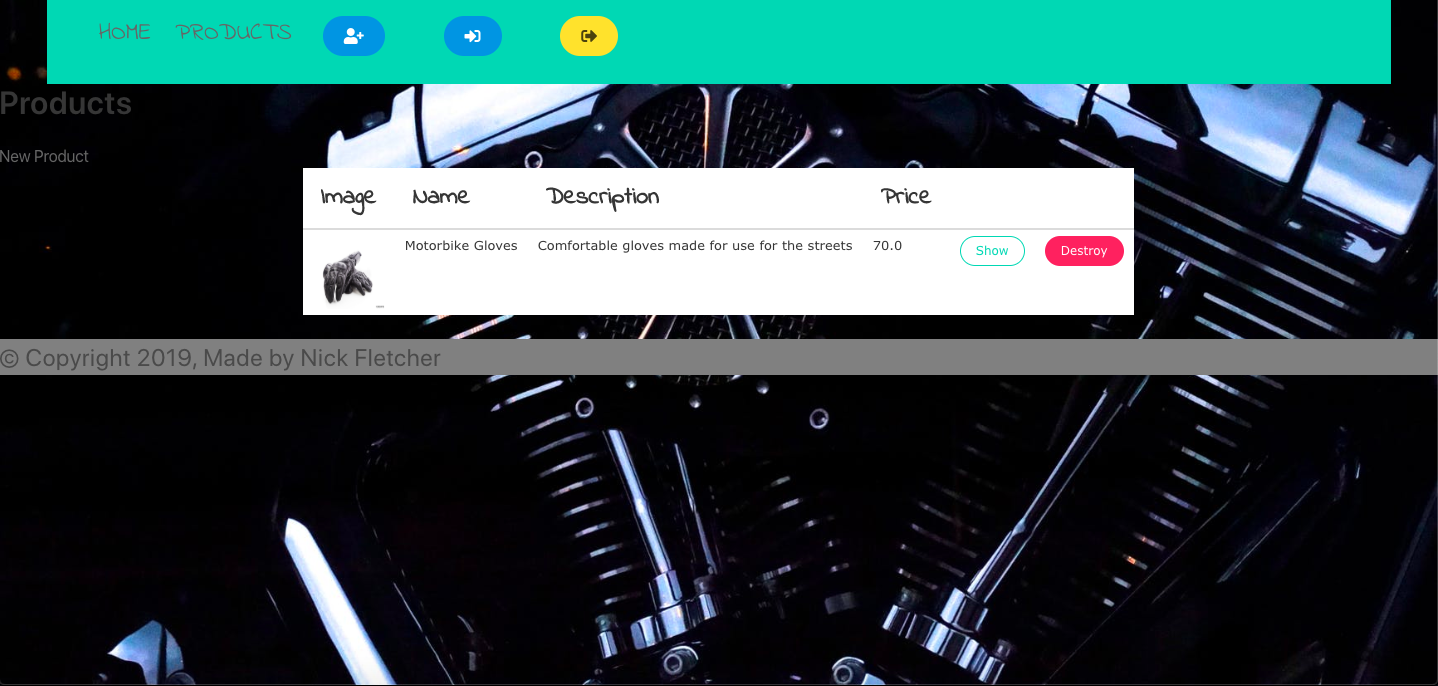 HOME PRODUCTS
Products
New Product
Image Name Description Price
Motorbike Gloves Comfortable gloves made for use for the streets 70.0 Show Destroy
© Copyright 2019, Made by Nick Fletcher